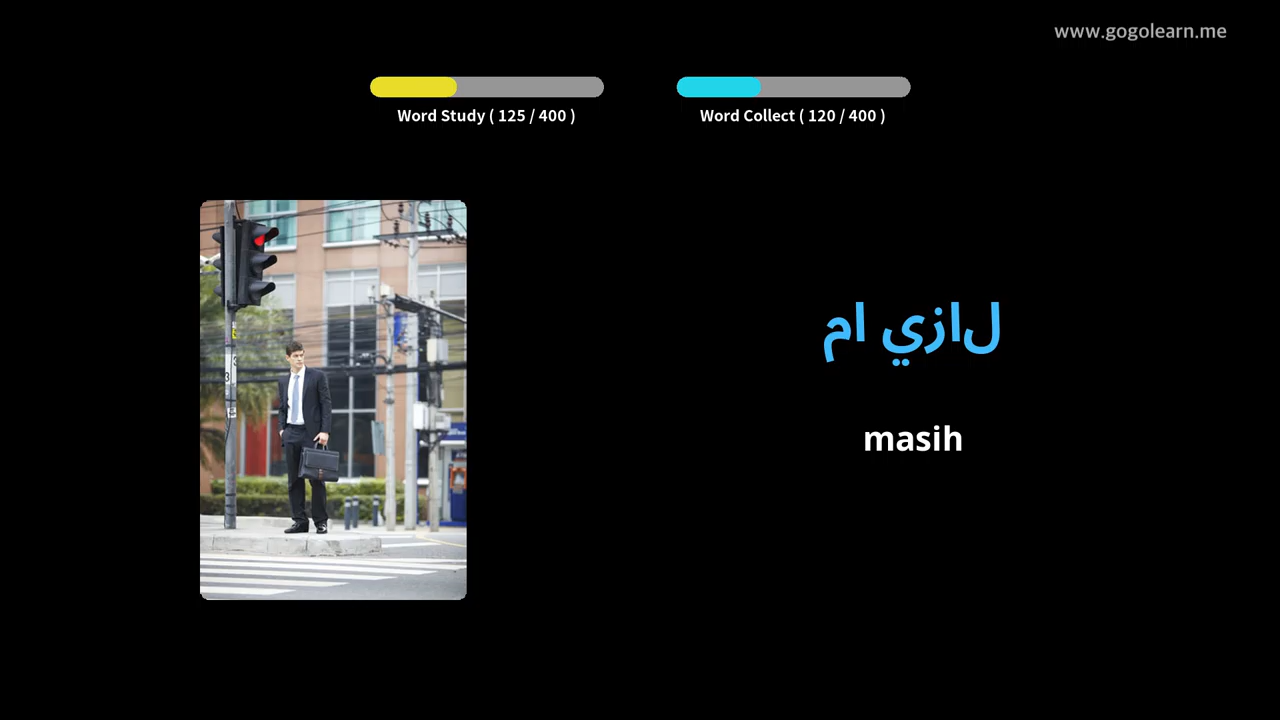 www.gogolearn.me
Word Study ( 125 / 400 )
Word Collect ( 120 / 400 )
لازي ام
masih